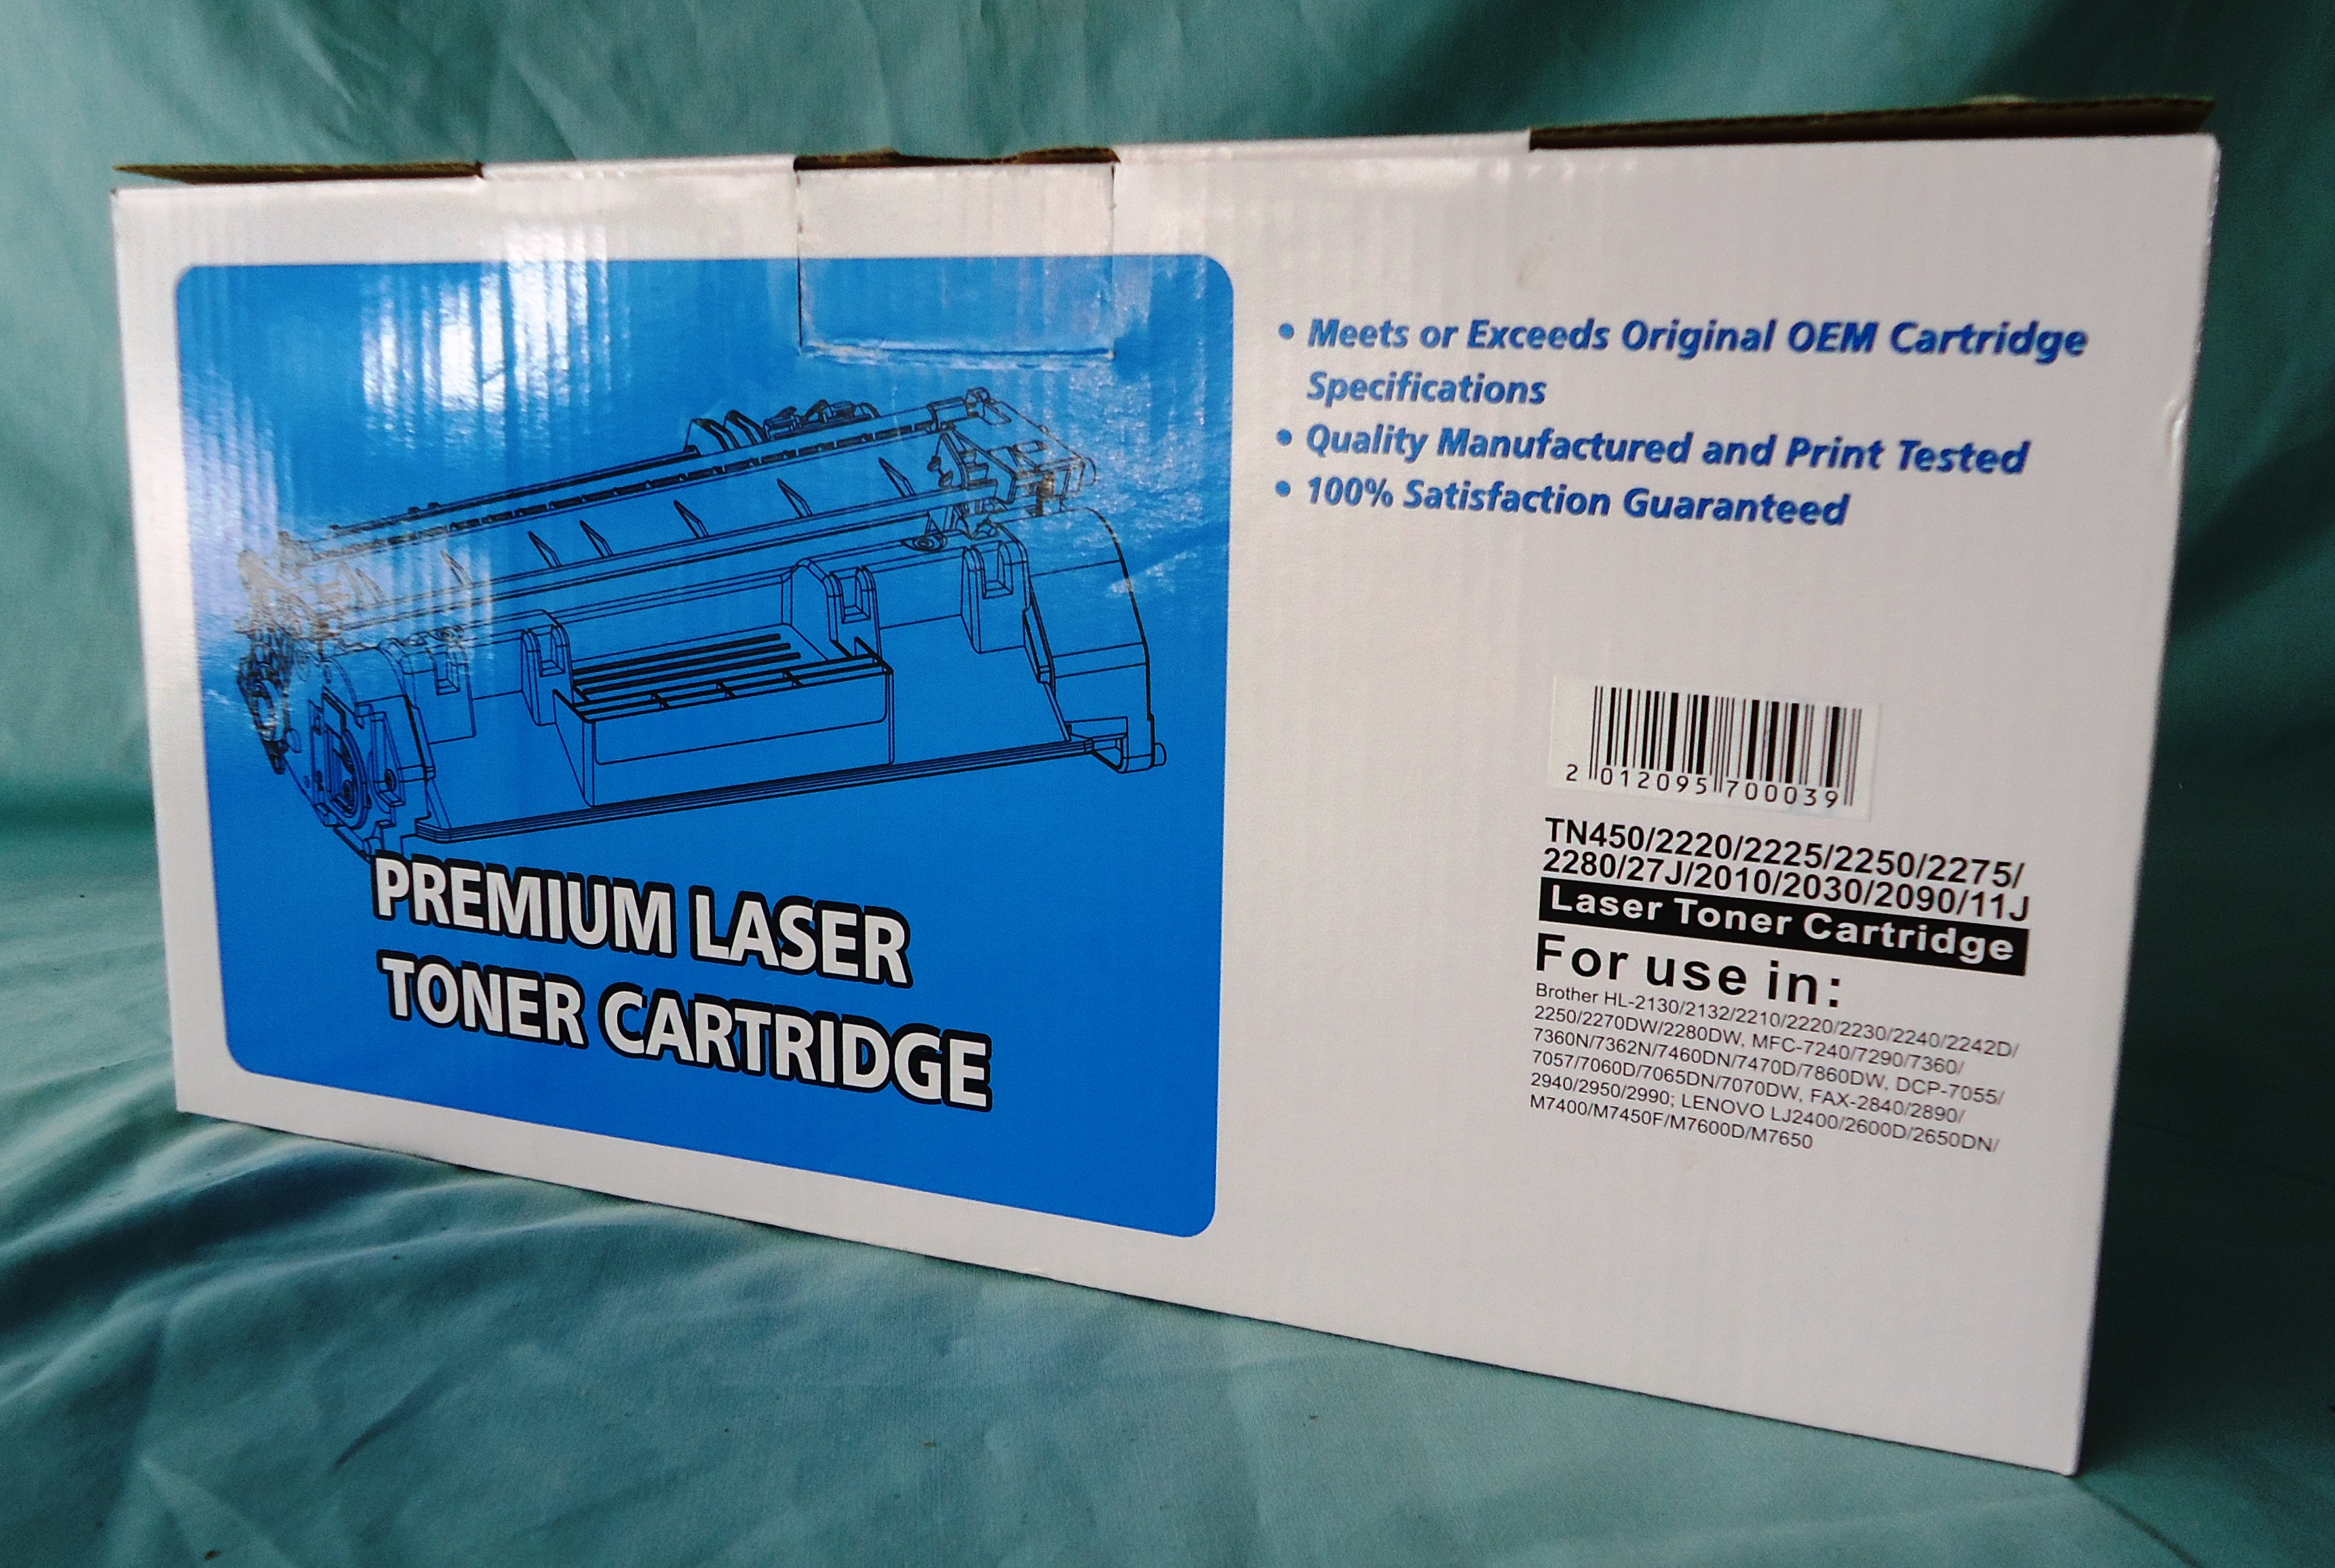 PREMIUM LASER
TONER CARTRIDGE
• Meets or Exceeds Original OEM Cartridge
Specifications
• Quality Manufactured and Print Tested
• 100% Satisfaction Guaranteed
2 012095 700039
TN450/2220/2225/2250/2275/
2280/27J/2010/2030/2090/11J
Laser Toner Cartridge
For use in:
Brother HL-2130/2132/2210/2220/2230/2240/2242D/
2250/2270DW/2280DW, MFC-7240/7290/7360/
7360N/7362N/7460DN/7470D/7860DW, DCP-7055/
7057/7060D/7065DN/7070DW, FAX-2840/2890/
2940/2950/2990; LENOVO LJ2400/2600D/2650DN/
M7400/M7450F/M7600D/M7650